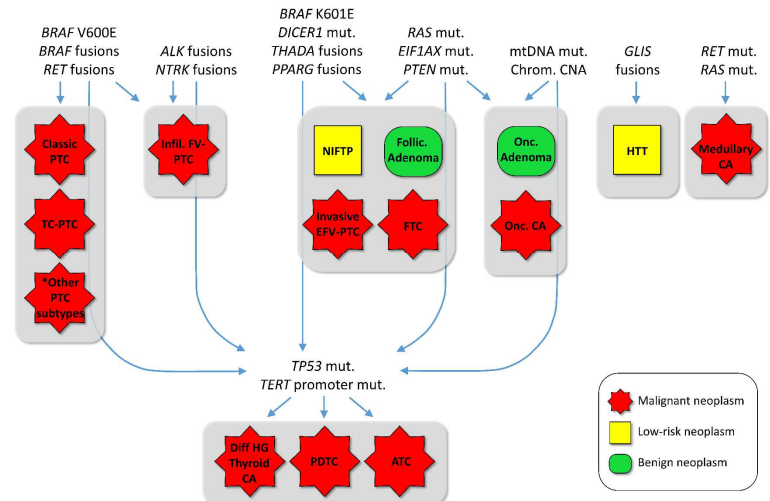 BRAF V600E
BRAF fusions
RET fusions
ALK fusions
NTRK fusions
BRAF K601E
DICER1 mut.
THADA fusions
PPARG fusions
RAS mut.
EIF1AX mut.
PTEN mut.
mtDNA mut.
Chrom. CNA
GLIS
fusions
RET mut.
RAS mut.
Classic
PTC
TC-PTC
*Other
PTC
subtypes
Infil. FV-
PTC
NIFTP
Follic.
Adenoma
Invasive
EFV-PTC
FTC
Onc.
Adenoma
Onc. CA
HTT
Medullary
CA
TP53 mut.
TERT promoter mut.
Diff HG
Thyroid
CA
PDTC
ATC
Malignant neoplasm
Low-risk neoplasm
Benign neoplasm